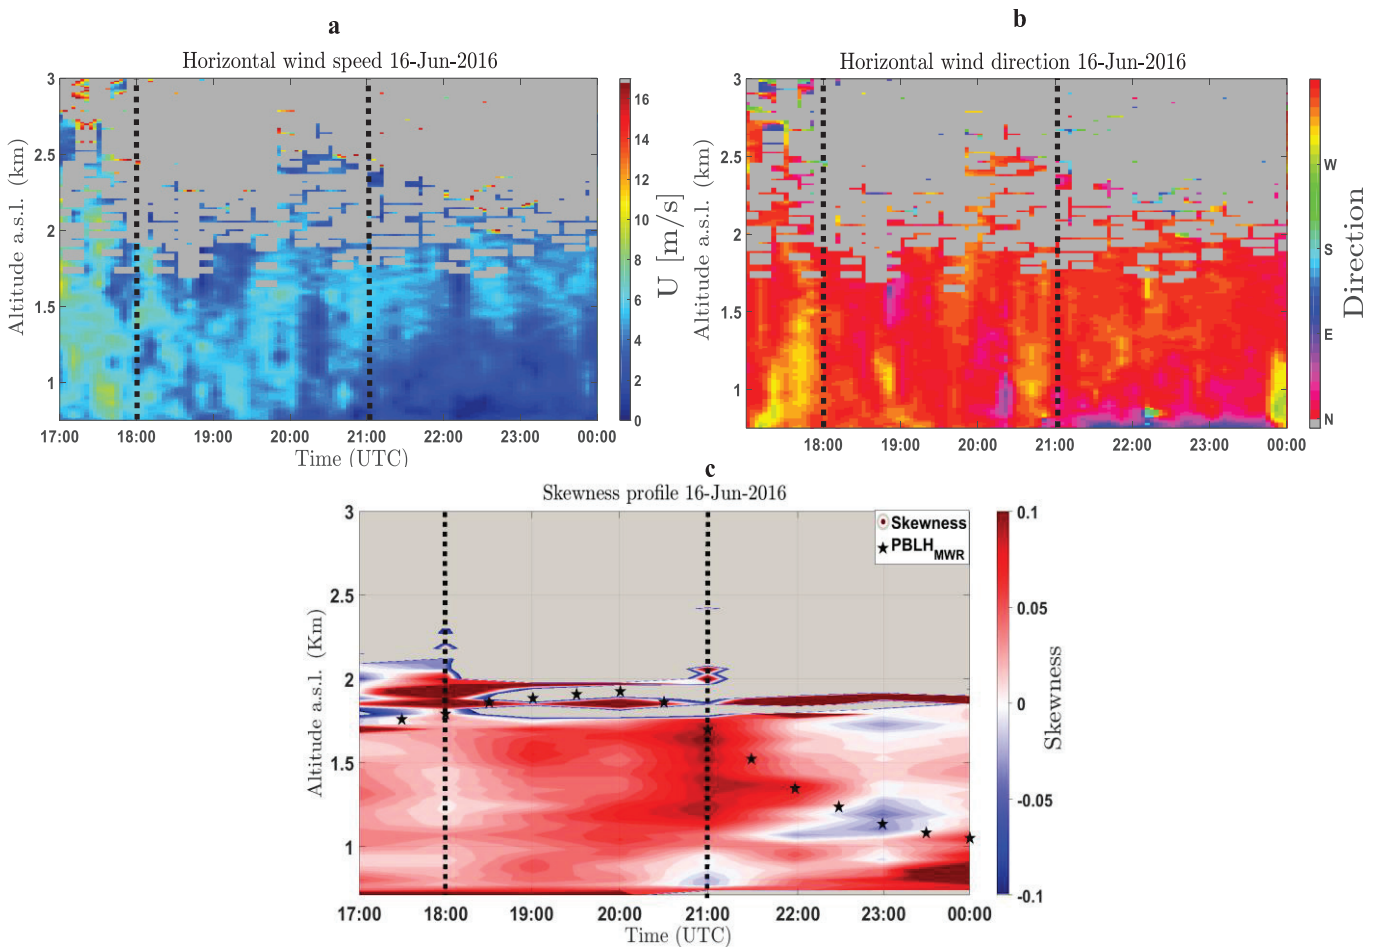 a
Horizontal wind speed 16-Jun-2016
Altitude a.s.l. (km)
3
2.5
2
1.5
1
17:00 18:00 19:00 20:00 21:00 22:00 23:00 00:00
Time (UTC)
16
14
12
10
8
6
4
2
0
U [m/s]
b
Horizontal wind direction 16-Jun-2016
Altitude a.s.l. (km)
3
2.5
2
1.5
1
18:00 19:00 20:00 21:00 22:00 23:00 00:00
W
S
E
N
Direction
c
Skewness profile 16-Jun-2016
Altitude a.s.l. (Km)
3
2.5
2
1.5
1
17:00 18:00 19:00 20:00 21:00 22:00 23:00 00:00
Time (UTC)
Skewness
PBLH MWR
0.1
0.05
0
-0.05
-0.1
Skewness